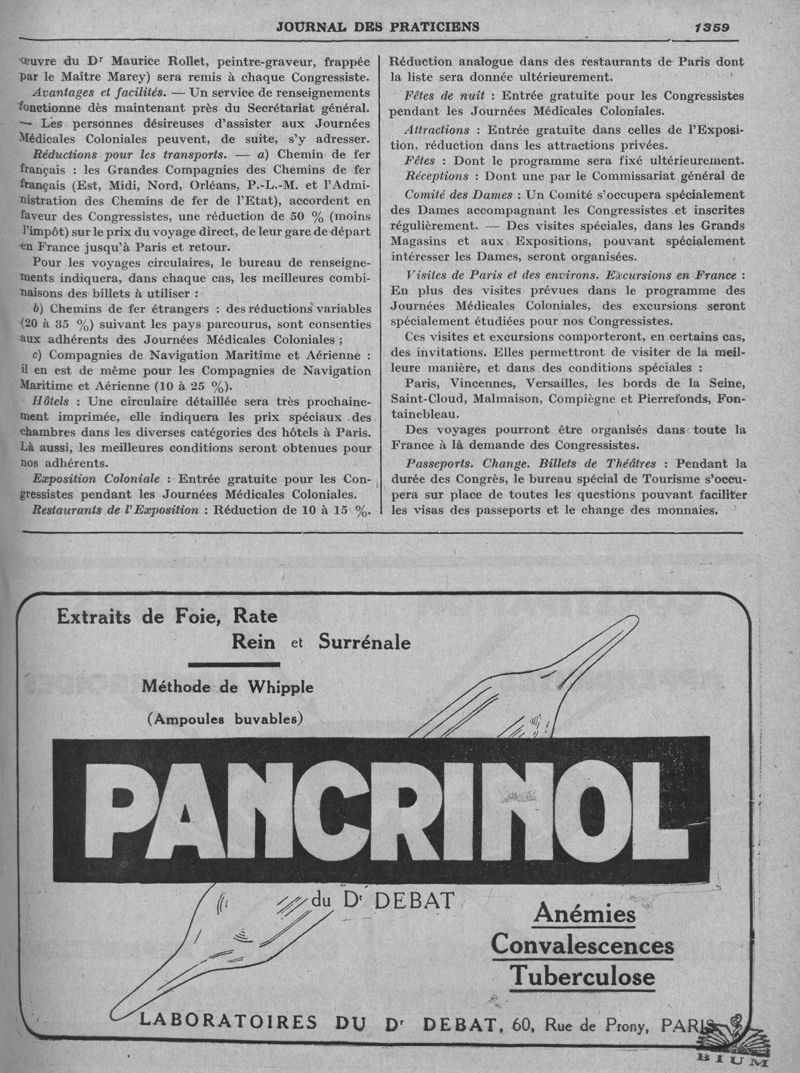 JOURNAL DES PRATICIENS 1359
œuvre du Dr Maurice Rollet, peintre-graveur, frappée
par le Maître Marey) sera remis à chaque Congressiste.
Avantages et facilités. — Un service de renseignements
fonctionne dès maintenant près du Secrétariat général.
— Les personnes désireuses d'assister aux Journées
Médicales Coloniales peuvent, de suite, s'y adresser.
Réductions pour les transports. — a) Chemin de fer
français : les Grandes Compagnies des Chemins de fer
français (Est, Midi, Nord, Orléans, P.-L.-M. et l'Admi-
nistration des Chemins de fer de l'Etat), accordent en
faveur des Congressistes, une réduction de 50 % (moins
l'impôt) sur le prix du voyage direct, de leur gare de départ
en France jusqu'à Paris et retour.
Pour les voyages circulaires, le bureau de renseigne-
ments indiquera, dans chaque cas, les meilleures combi-
naisons des billets à utiliser :
b) Chemins de fer étrangers : des réductions variables
(20 à 35 %) suivant les pays parcourus, sont consenties
aux adhérents des Journées Médicales Coloniales ;
c) Compagnies de Navigation Maritime et Aérienne :
il en est de même pour les Compagnies de Navigation
Maritime et Aérienne (10 à 25 %).
Hôtels : Une circulaire détaillée sera très prochaine-
ment imprimée, elle indiquera les prix spéciaux des
chambres dans les diverses catégories des hôtels à Paris.
Là aussi, les meilleures conditions seront obtenues pour
nos adhérents.
Exposition Coloniale : Entrée gratuite pour les Con-
gressistes pendant les Journées Médicales Coloniales.
Restaurants de l'Exposition : Réduction de 10 à 15 %.
Réduction analogue dans des restaurants de Paris dont
la liste sera donnée ultérieurement.
Fêtes de nuit : Entrée gratuite pour les Congressistes
pendant les Journées Médicales Coloniales.
Attractions : Entrée gratuite dans celles de l'Exposi-
tion, réduction dans les attractions privées.
Fêtes : Dont le programme sera fixé ultérieurement.
Réceptions : Dont une par le Commissariat général de
Comité des Dames : Un Comité s'occupera spécialement
des Dames accompagnant les Congressistes et inscrites
régulièrement. — Des visites spéciales, dans les Grands
Magasins et aux Expositions, pouvant spécialement
intéresser les Dames, seront organisées.
Visites de Paris et des environs. Excursions en France :
En plus des visites prévues dans le programme des
Journées Médicales Coloniales, des excursions seront
spécialement étudiées pour nos Congressistes.
Ces visites et excursions comporteront, en certains cas,
des invitations. Elles permettront de visiter de la meil-
leure manière, et dans des conditions spéciales :
Paris, Vincennes, Versailles, les bords de la Seine,
Saint-Cloud, Malmaison, Compiègne et Pierrefonds, Fon-
tainebleau.
Des voyages pourront être organisés dans toute la
France à là demande des Congressistes.
Passeports. Change. Billets de Théâtres : Pendant la
durée des Congrès, le bureau spécial de Tourisme s'occu-
pera sur place de toutes les questions pouvant faciliter
les visas des passeports et le change des monnaies.
Extraits de Foie, Rate
Rein et Surrénale
Méthode de Whipple
(Ampoules buvables)
PANCRINOL
du Dr DEBAT
Anémies
Convalescences
Tuberculose
LABORATOIRES DU Dr DEBAT, 60, Rue de Prony, PARIS
BIUM